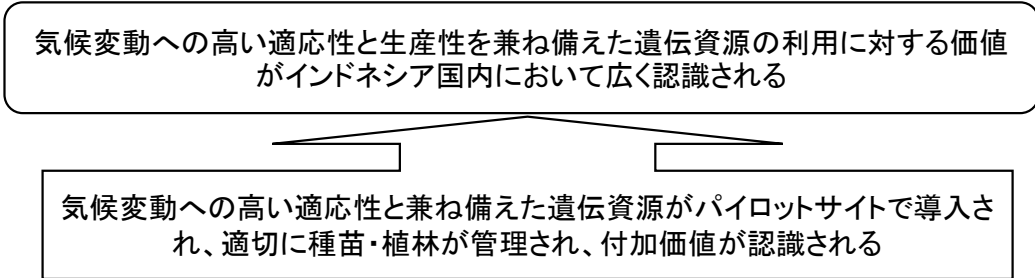 気候変動への高い適応性と生産性を兼ね備えた遺伝資源の利用に対する価値
がインドネシア国内において広く認識される
気候変動への高い適応性と兼ね備えた遺伝資源がパイロットサイトで導入さ
れ、適切に種苗・植林が管理され、付加価値が認識される